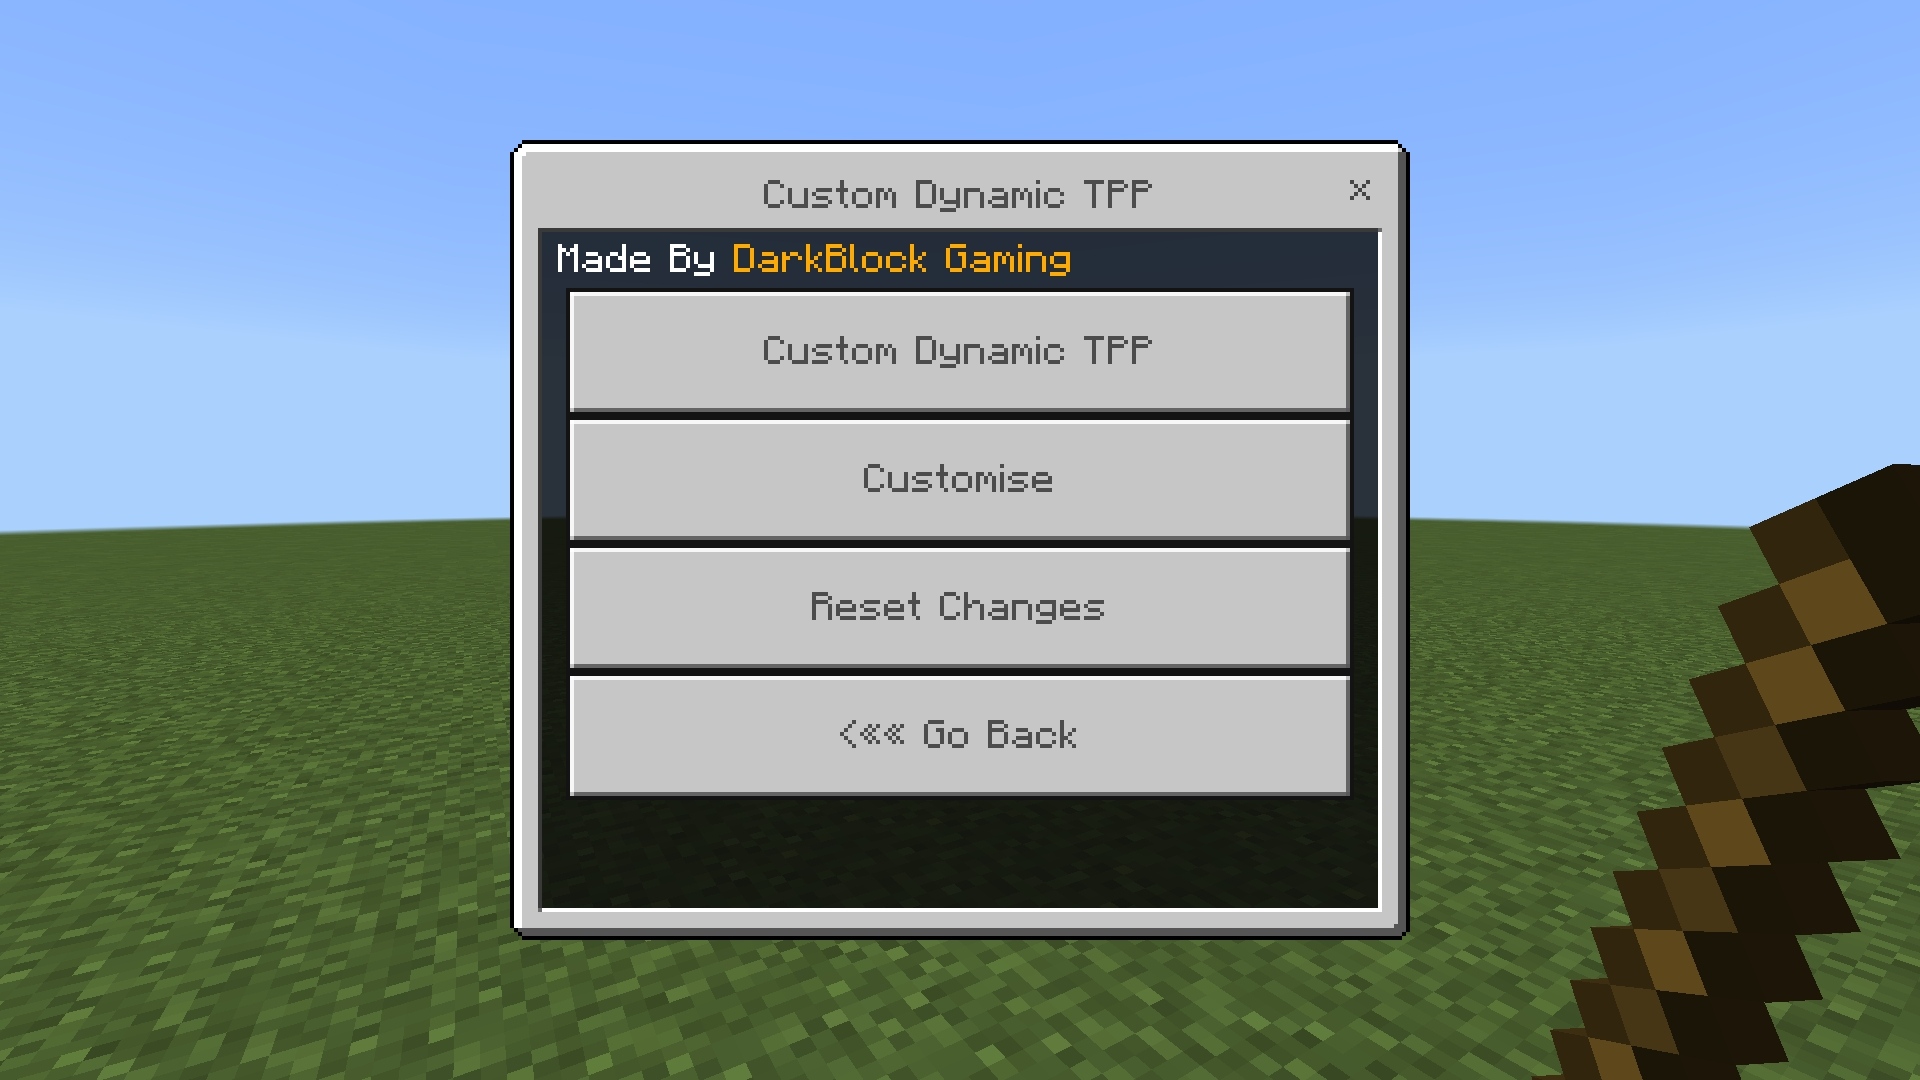 Custom Dynamic TPP
Made By DarkBlock Gaming
Custom Dynamic TPP
Customise
Reset Changes
<«« Go Back